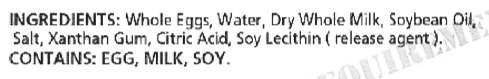 INGREDIENTS: Whole Eggs, Water, Dry Whole Milk, Soybean Oil,
Salt, Xanthan Gum, Citric Acid, Soy Lecithin ( release agent ).
CONTAINS: EGG, MILK, SOY.